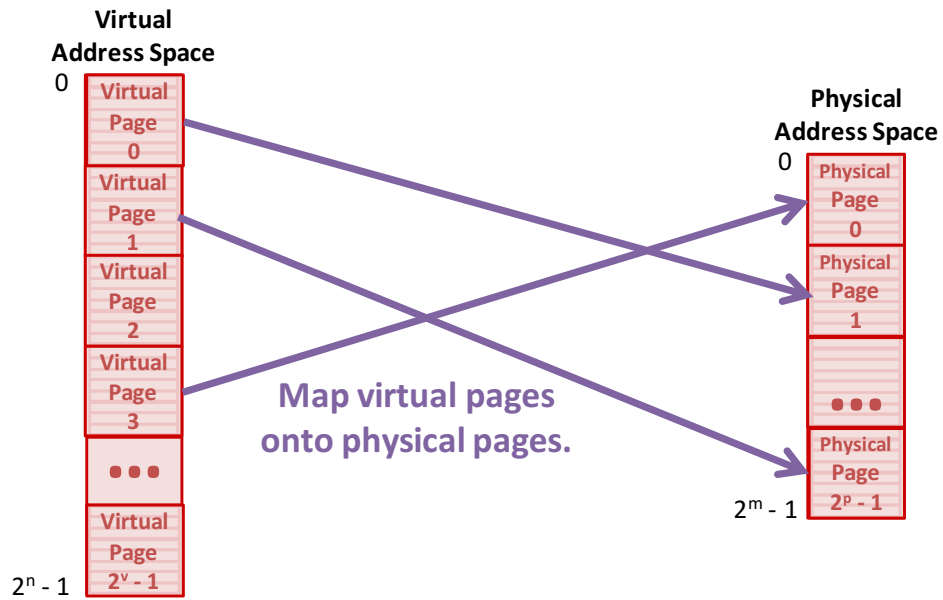 Virtual
Address Space
0
Virtual
Page
0
Virtual
Page
1
Virtual
Page
2
Virtual
Page
3
...
Virtual
Page
2ᵛ - 1
2ⁿ - 1
Map virtual pages
onto physical pages.
Physical
Address Space
0
Physical
Page
0
Physical
Page
1
...
Physical
Page
2ᵖ - 1
2ᵐ - 1